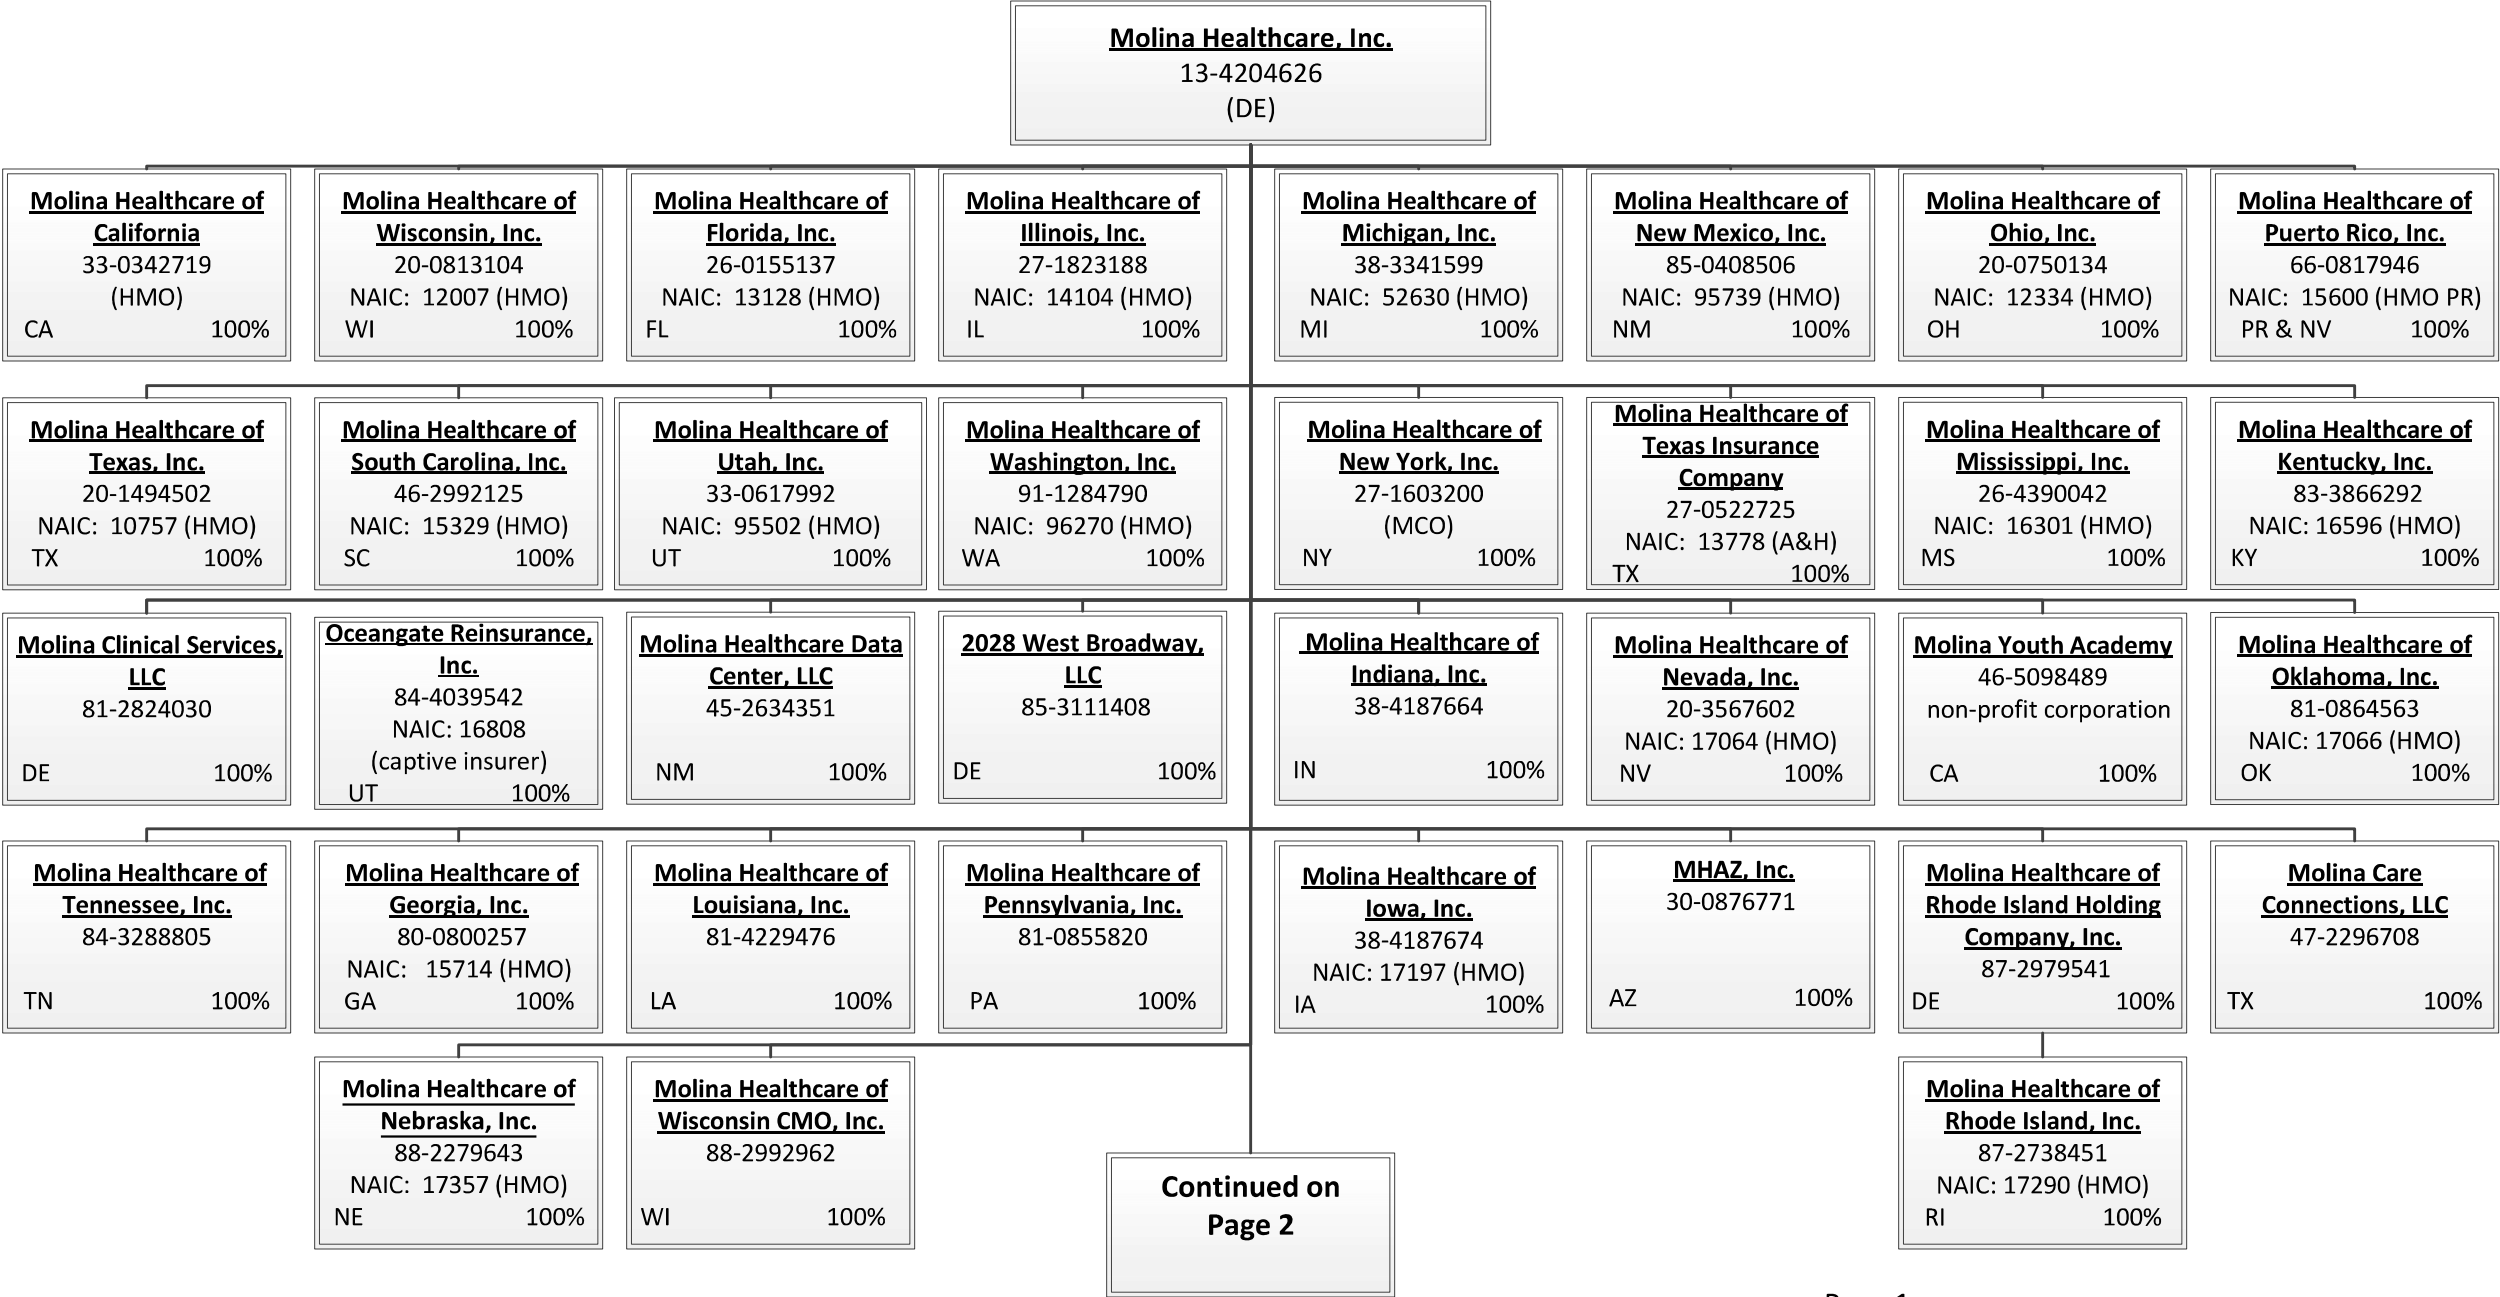 Molina Healthcare, Inc.
13-4204626
(DE)
Molina Healthcare of
California
33-0342719
(HMO)
CA 100%
Molina Healthcare of
Wisconsin, Inc.
20-0813104
NAIC: 12007 (HMO)
WI 100%
Molina Healthcare of
Florida, Inc.
26-0155137
NAIC: 13128 (HMO)
FL 100%
Molina Healthcare of
Illinois, Inc.
27-1823188
NAIC: 14104 (HMO)
IL 100%
Molina Healthcare of
Michigan, Inc.
38-3341599
NAIC: 52630 (HMO)
MI 100%
Molina Healthcare of
New Mexico, Inc.
85-0408506
NAIC: 95739 (HMO)
NM 100%
Molina Healthcare of
Ohio, Inc.
20-0750134
NAIC: 12334 (HMO)
OH 100%
Molina Healthcare of
Puerto Rico, Inc.
66-0817946
NAIC: 15600 (HMO PR)
PR & NV 100%
Molina Healthcare of
Texas, Inc.
20-1494502
NAIC: 10757 (HMO)
TX 100%
Molina Healthcare of
South Carolina, Inc.
46-2992125
NAIC: 15329 (HMO)
SC 100%
Molina Healthcare of
Utah, Inc.
33-0617992
NAIC: 95502 (HMO)
UT 100%
Molina Healthcare of
Washington, Inc.
91-1284790
NAIC: 96270 (HMO)
WA 100%
Molina Healthcare of
New York, Inc.
27-1603200
(MCO)
NY 100%
Molina Healthcare of
Texas Insurance
Company
27-0522725
NAIC: 13778 (A&H)
TX 100%
Molina Healthcare of
Mississippi, Inc.
26-4390042
NAIC: 16301 (HMO)
MS 100%
Molina Healthcare of
Kentucky, Inc.
83-3866292
NAIC: 16596 (HMO)
KY 100%
Molina Clinical Services,
LLC
81-2824030
DE 100%
Oceangate Reinsurance,
Inc.
84-4039542
NAIC: 16808
(captive insurer)
UT 100%
Molina Healthcare Data
Center, LLC
45-2634351
NM 100%
2028 West Broadway,
LLC
85-3111408
DE 100%
Molina Healthcare of
Indiana, Inc.
38-4187664
IN 100%
Molina Healthcare of
Nevada, Inc.
20-3567602
NAIC: 17064 (HMO)
NV 100%
Molina Youth Academy
46-5098489
non-profit corporation
CA 100%
Molina Healthcare of
Oklahoma, Inc.
81-0864563
NAIC: 17066 (HMO)
OK 100%
Molina Healthcare of
Tennessee, Inc.
84-3288805
TN 100%
Molina Healthcare of
Georgia, Inc.
80-0800257
NAIC: 15714 (HMO)
GA 100%
Molina Healthcare of
Louisiana, Inc.
81-4229476
LA 100%
Molina Healthcare of
Pennsylvania, Inc.
81-0855820
PA 100%
Molina Healthcare of
Iowa, Inc.
38-4187674
NAIC: 17197 (HMO)
IA 100%
MHAZ, Inc.
30-0876771
AZ 100%
Molina Healthcare of
Rhode Island Holding
Company, Inc.
87-2979541
DE 100%
Molina Care
Connections, LLC
47-2296708
TX 100%
Molina Healthcare of
Nebraska, Inc.
88-2279643
NAIC: 17357 (HMO)
NE 100%
Molina Healthcare of
Wisconsin CMO, Inc.
88-2992962
WI 100%
Continued on
Page 2
Molina Healthcare of
Rhode Island, Inc.
87-2738451
NAIC: 17290 (HMO)
RI 100%